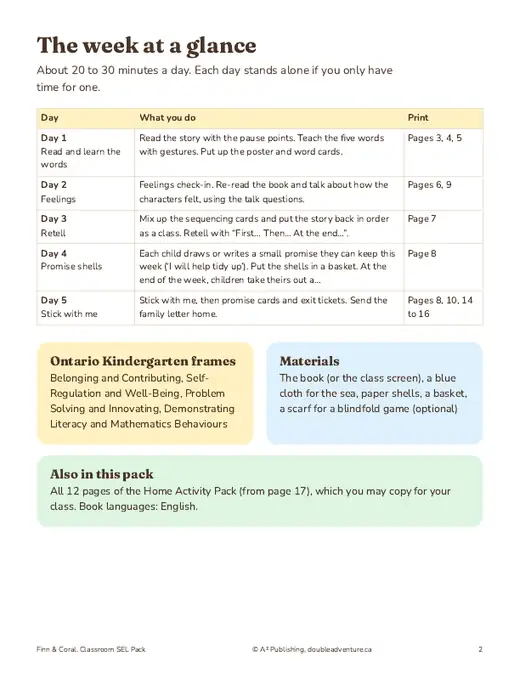 The week at a glance
About 20 to 30 minutes a day. Each day stands alone if you only have
time for one.
Day What you do Print
Day 1
Read and learn the
words
Read the story with the pause points. Teach the five words
with gestures. Put up the poster and word cards.
Pages 3, 4, 5
Day 2
Feelings
Feelings check-in. Re-read the book and talk about how the
characters felt, using the talk questions.
Pages 6, 9
Day 3
Retell
Mix up the sequencing cards and put the story back in order
as a class. Retell with “First... Then... At the end...”.
Page 7
Day 4
Promise shells
Each child draws or writes a small promise they can keep this
week (‘I will help tidy up’). Put the shells in a basket. At the
end of the week, children take theirs out a...
Page 8
Day 5
Stick with me
Stick with me, then promise cards and exit tickets. Send the
family letter home.
Pages 8, 10, 14
to 16
Ontario Kindergarten frames
Belonging and Contributing, Self-
Regulation and Well-Being, Problem
Solving and Innovating, Demonstrating
Literacy and Mathematics Behaviours
Materials
The book (or the class screen), a blue
cloth for the sea, paper shells, a basket,
a scarf for a blindfold game (optional)
Also in this pack
All 12 pages of the Home Activity Pack (from page 17), which you may copy for your
class. Book languages: English.
Finn & Coral. Classroom SEL Pack © A² Publishing, doubleadventure.ca 2